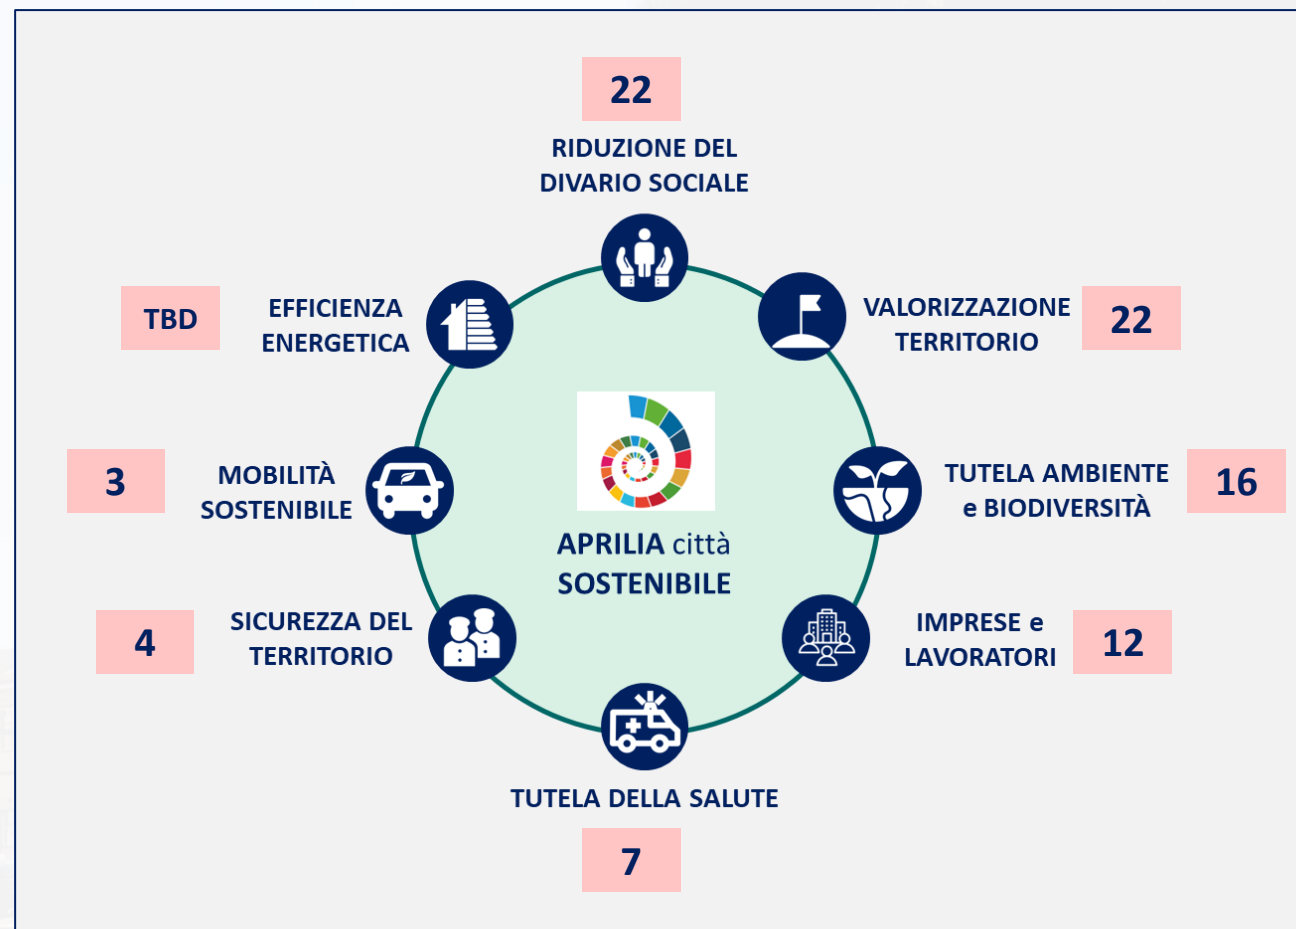 22
RIDUZIONE DEL
DIVARIO SOCIALE
VALORIZZAZIONE
TERRITORIO
22
TUTELA AMBIENTE
e BIODIVERSITÀ
16
IMPRESE e
LAVORATORI
12
TUTELA DELLA SALUTE
7
SICUREZZA DEL
TERRITORIO
4
MOBILITÀ
SOSTENIBILE
3
EFFICIENZA
ENERGETICA
TBD
APRILIA città
SOSTENIBILE